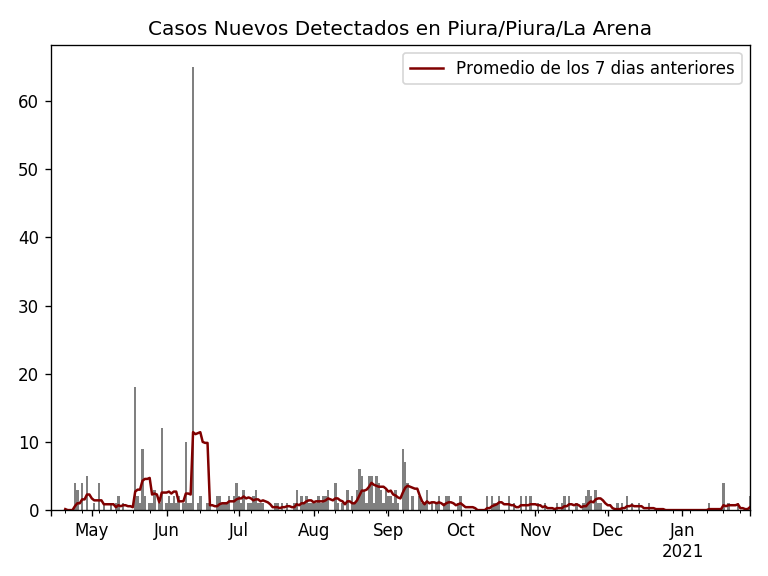 Casos Nuevos Detectados en Piura/Piura/La Arena
Promedio de los 7 dias anteriores
60
50
40
30
20
10
0
May Jun Jul Aug Sep Oct Nov Dec Jan
2021